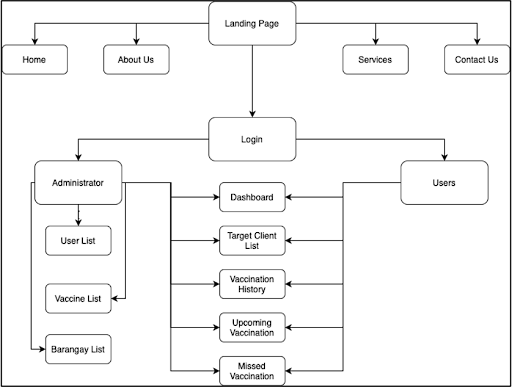 Landing Page
Home
About Us
Services
Contact Us
Login
Administrator
Users
Dashboard
User List
Target Client
List
Vaccine List
Vaccination
History
Upcoming
Vaccination
Barangay List
Missed
Vaccination